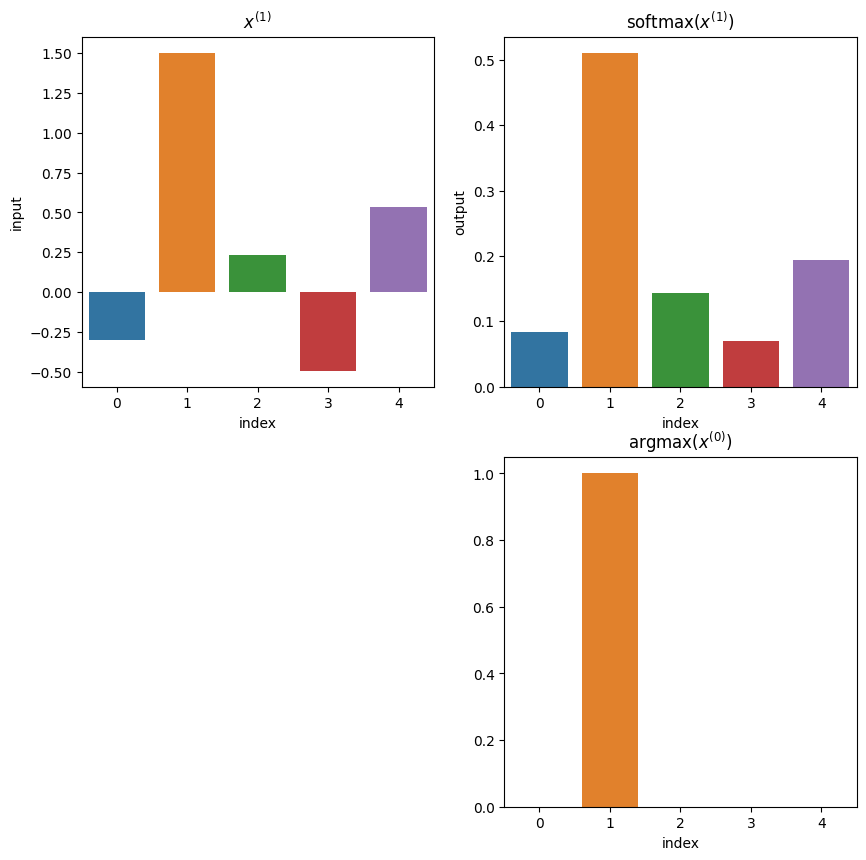 x^(1)
1.50
1.25
1.00
0.75
0.50
0.25
0.00
−0.25
−0.50
input
0 1 2 3 4
index
softmax(x^(1))
0.5
0.4
0.3
0.2
0.1
0.0
output
0 1 2 3 4
index
argmax(x^(0))
1.0
0.8
0.6
0.4
0.2
0.0
0 1 2 3 4
index